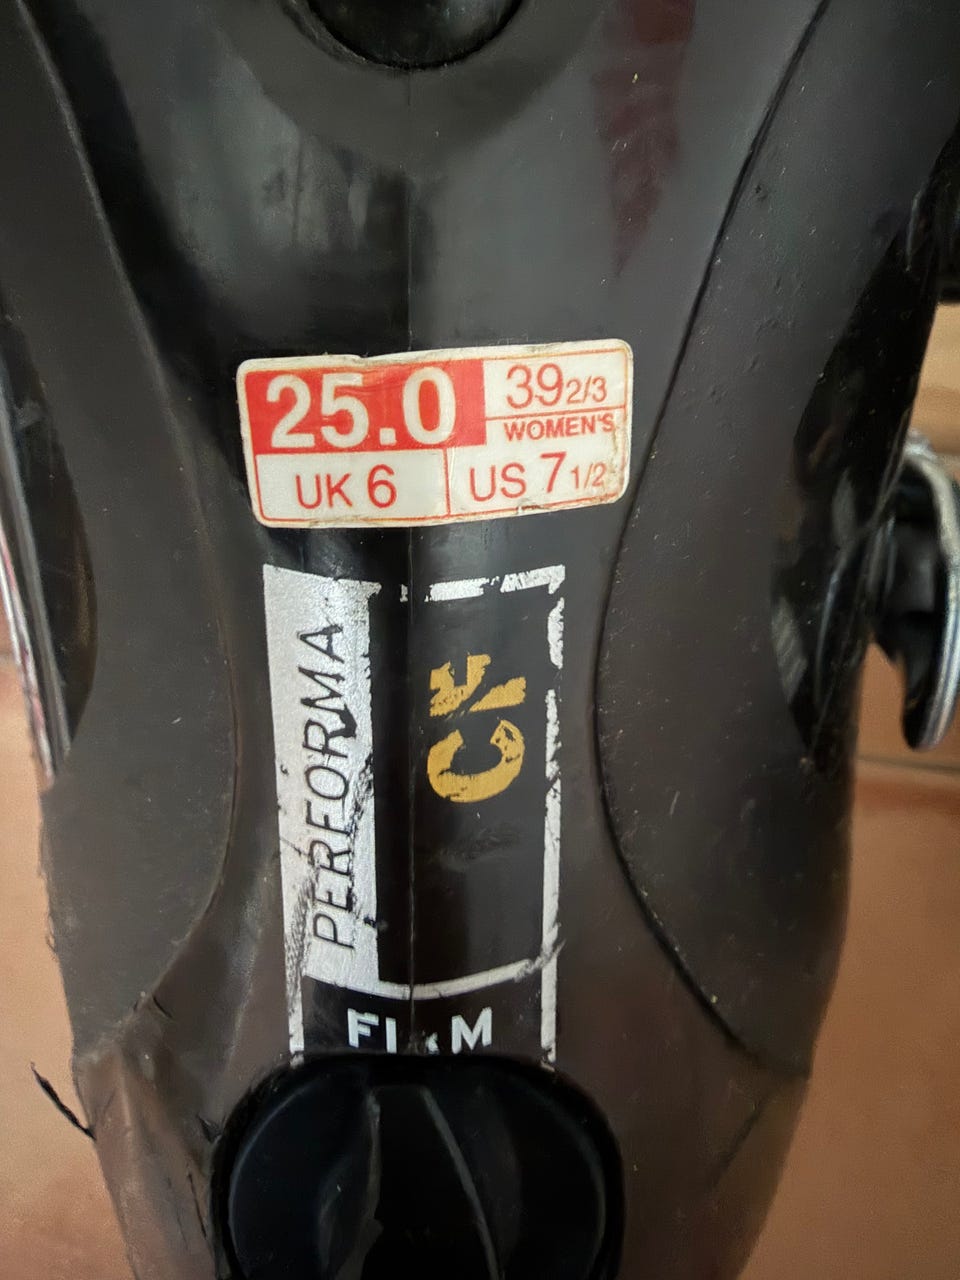 25.0
39 2/3
WOMEN'S
UK 6
US 7 1/2
PERFORMA